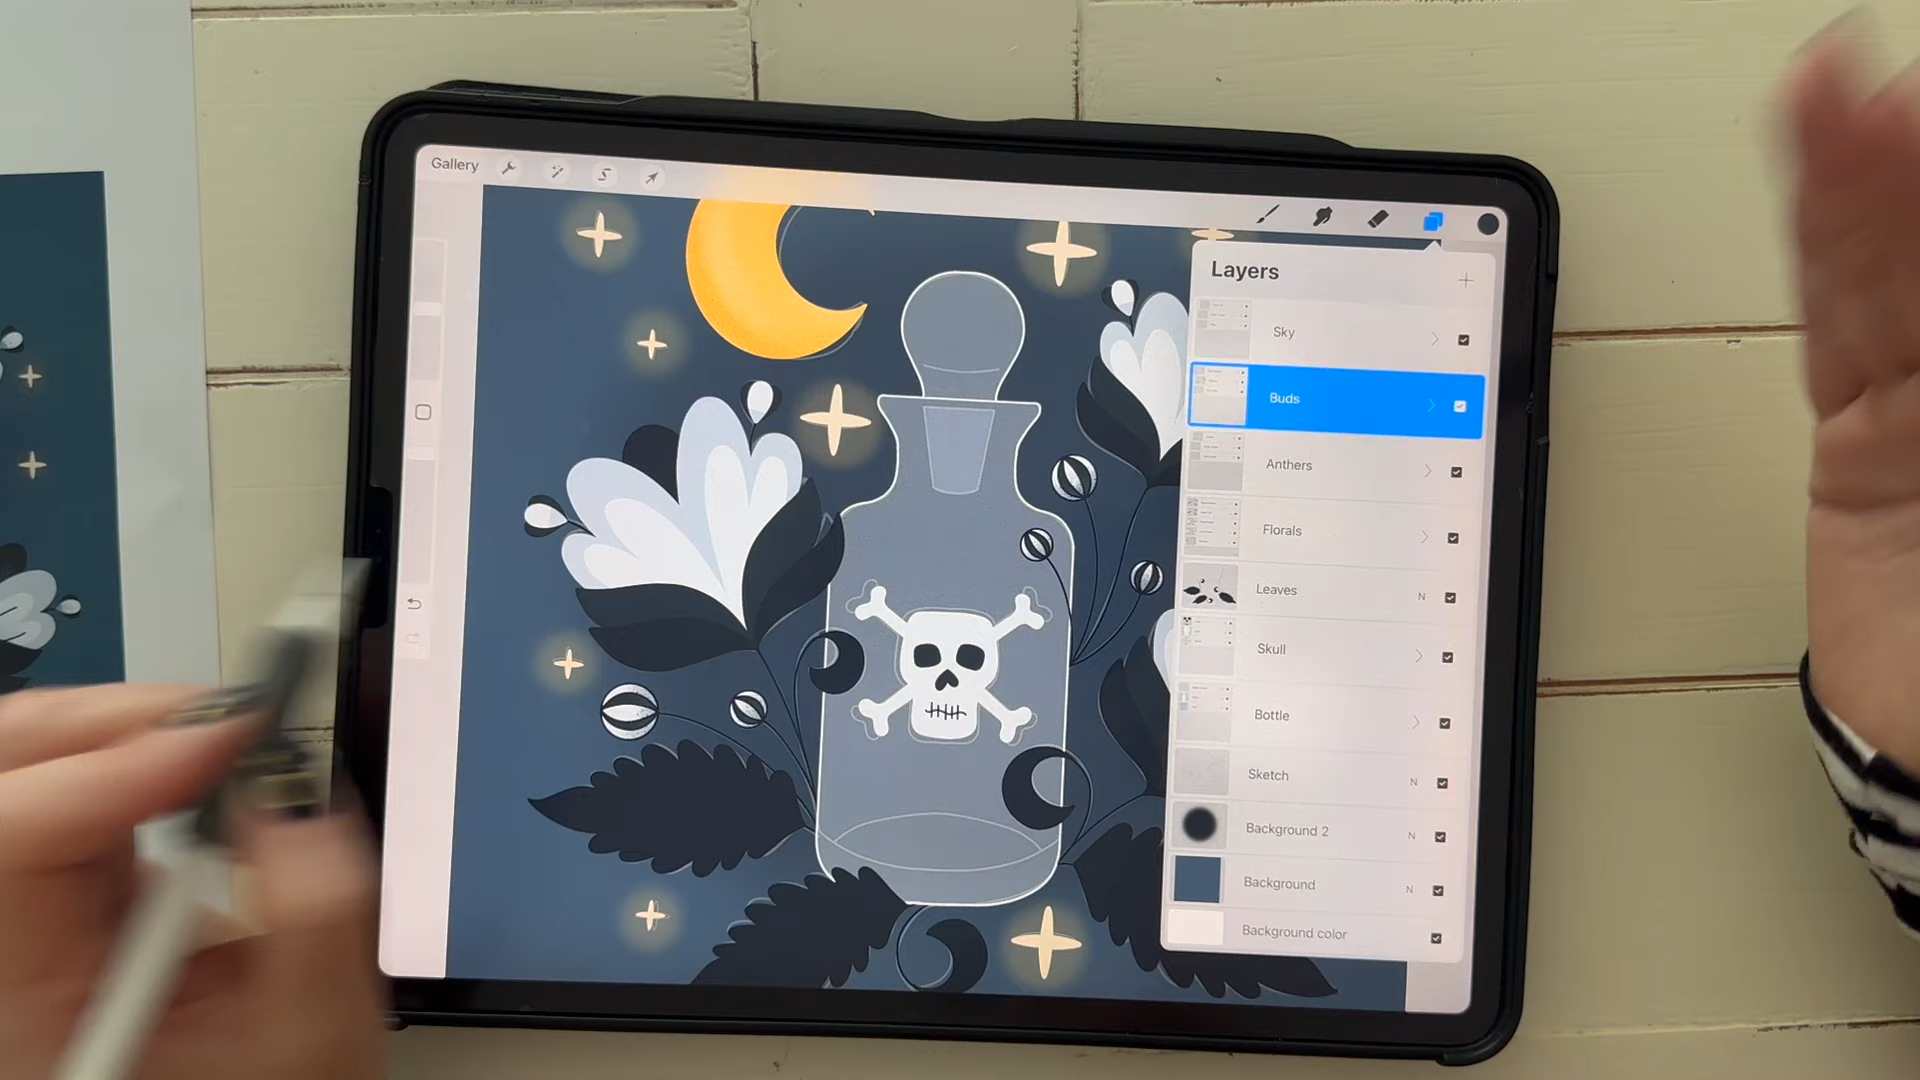 Gallery
Layers
Sky
Buds
Anthers
Florals
Leaves N
Skull
Bottle
Sketch N
Background 2 N
Background N
Background color